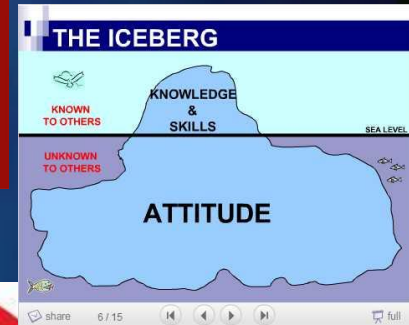 THE ICEBERG
KNOWN
TO OTHERS
KNOWLEDGE
&
SKILLS
SEA LEVEL
UNKNOWN
TO OTHERS
ATTITUDE
share 6 / 15 full